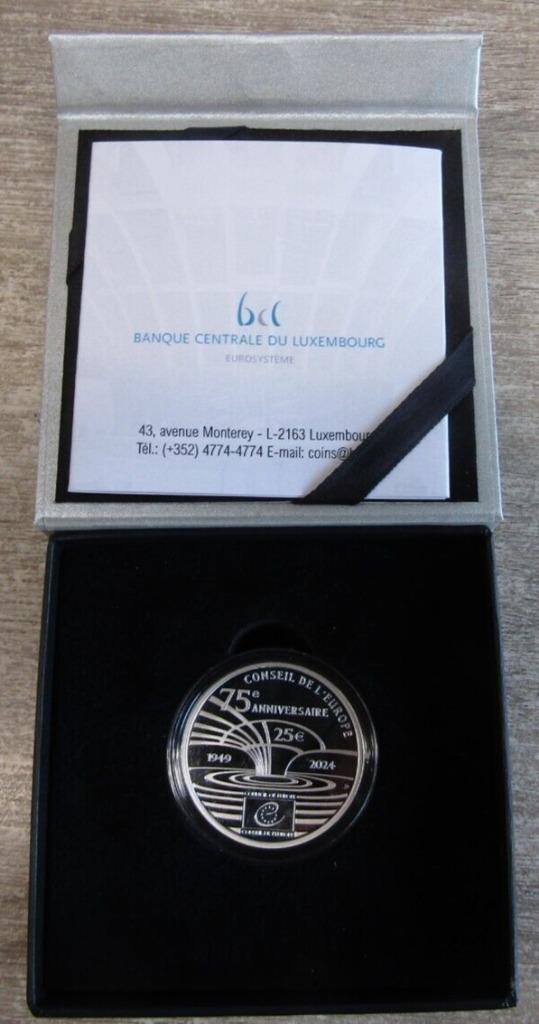 bcl
BANQUE CENTRALE DU LUXEMBOURG
EUROSYSTÈME
43, avenue Monterey - L-2163 Luxembour
Tél.: (+352) 4774-4774 E-mail: coins@
CONSEIL DE L'EUROPE
75e
ANNIVERSAIRE
25€
1949 2024